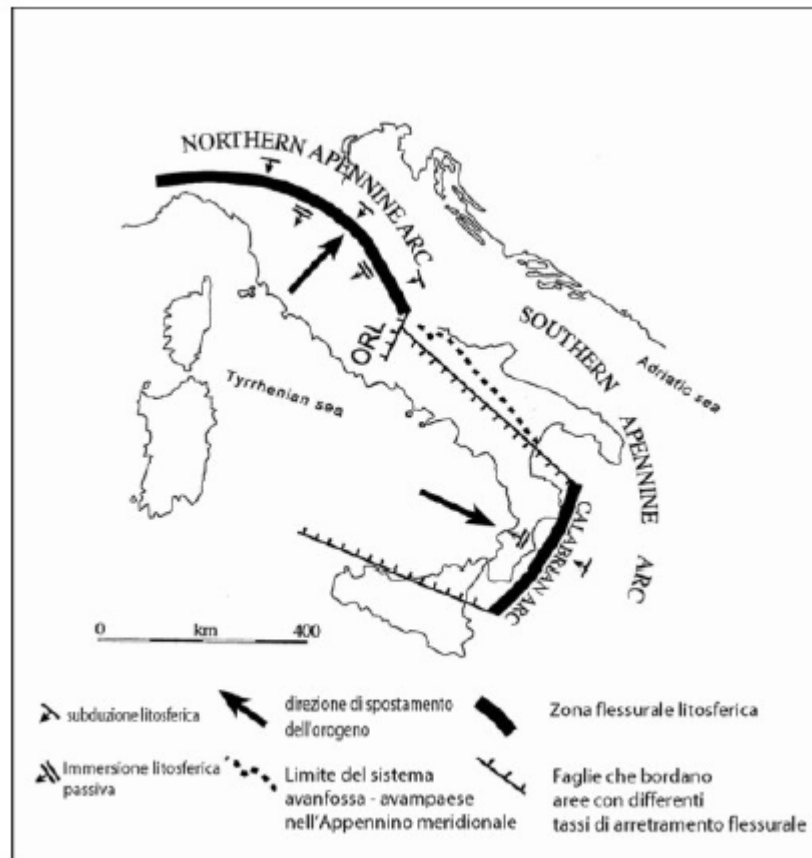 NORTHERN APENNINE ARC
SOUTHERN APENNINE ARC
Adriatic sea
ORL
Tyrrhenian sea
CALABRIAN ARC
0 km 400
subduzione litosferica
direzione di spostamento
dell'orogeno
Zona flessurale litosferica
Immersione litosferica
passiva
Limite del sistema
avanfossa - avampaese
nell'Appennino meridionale
Faglie che bordano
aree con differenti
tassi di arretramento flessurale